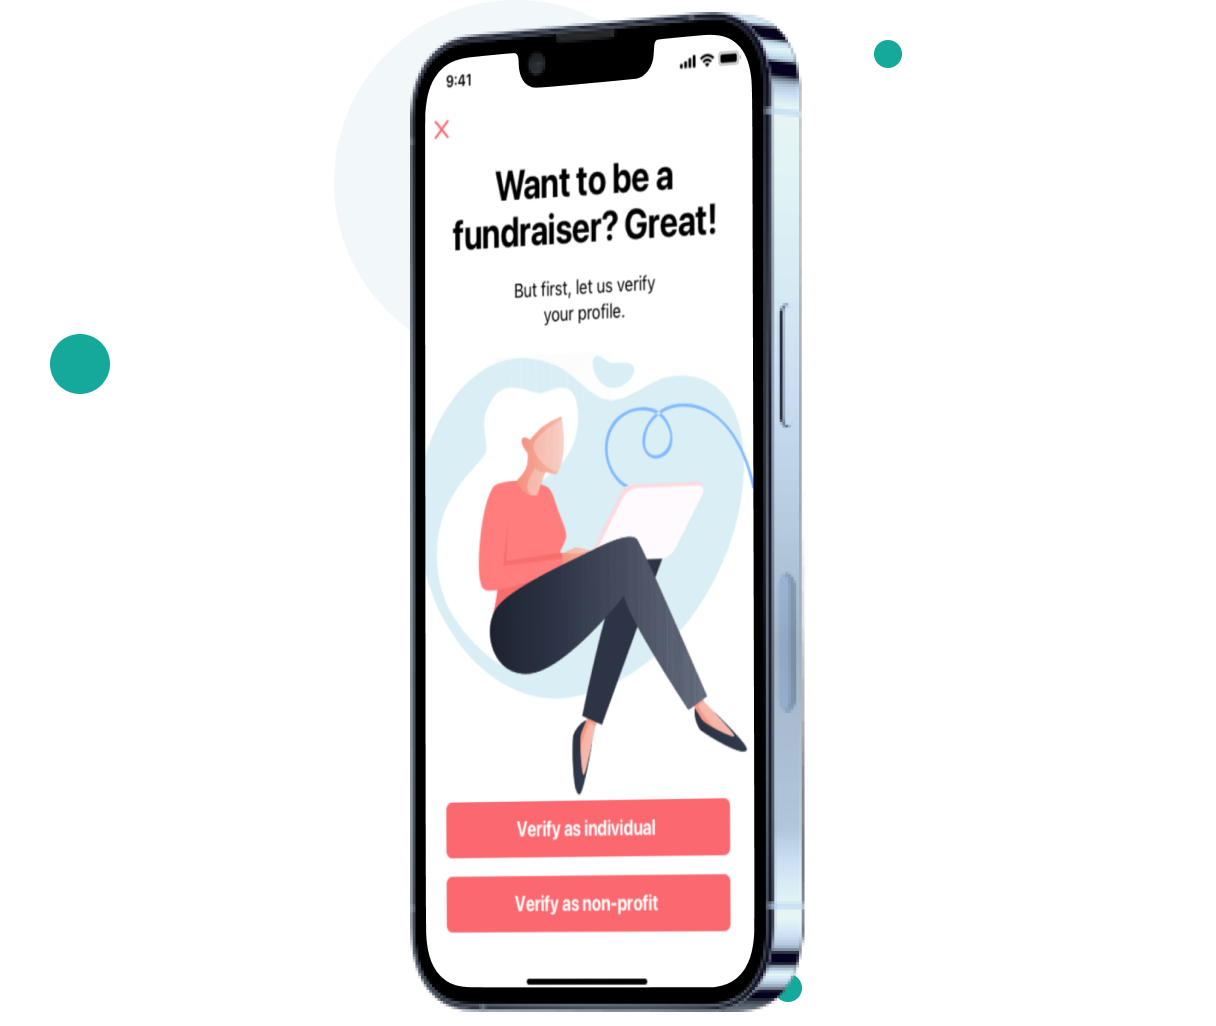 9:41
Want to be a
fundraiser? Great!
But first, let us verify
your profile.
Verify as individual
Verify as non-profit